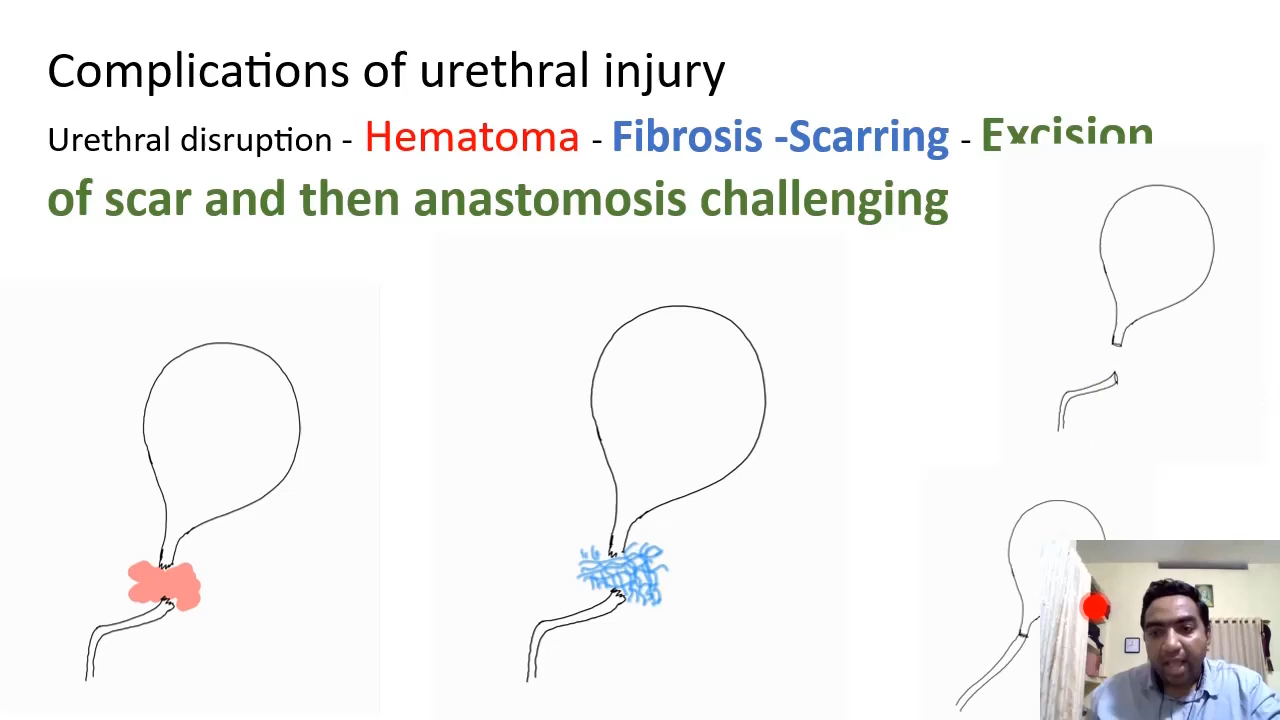 Complications of urethral injury
Urethral disruption - Hematoma - Fibrosis -Scarring - Excision
of scar and then anastomosis challenging